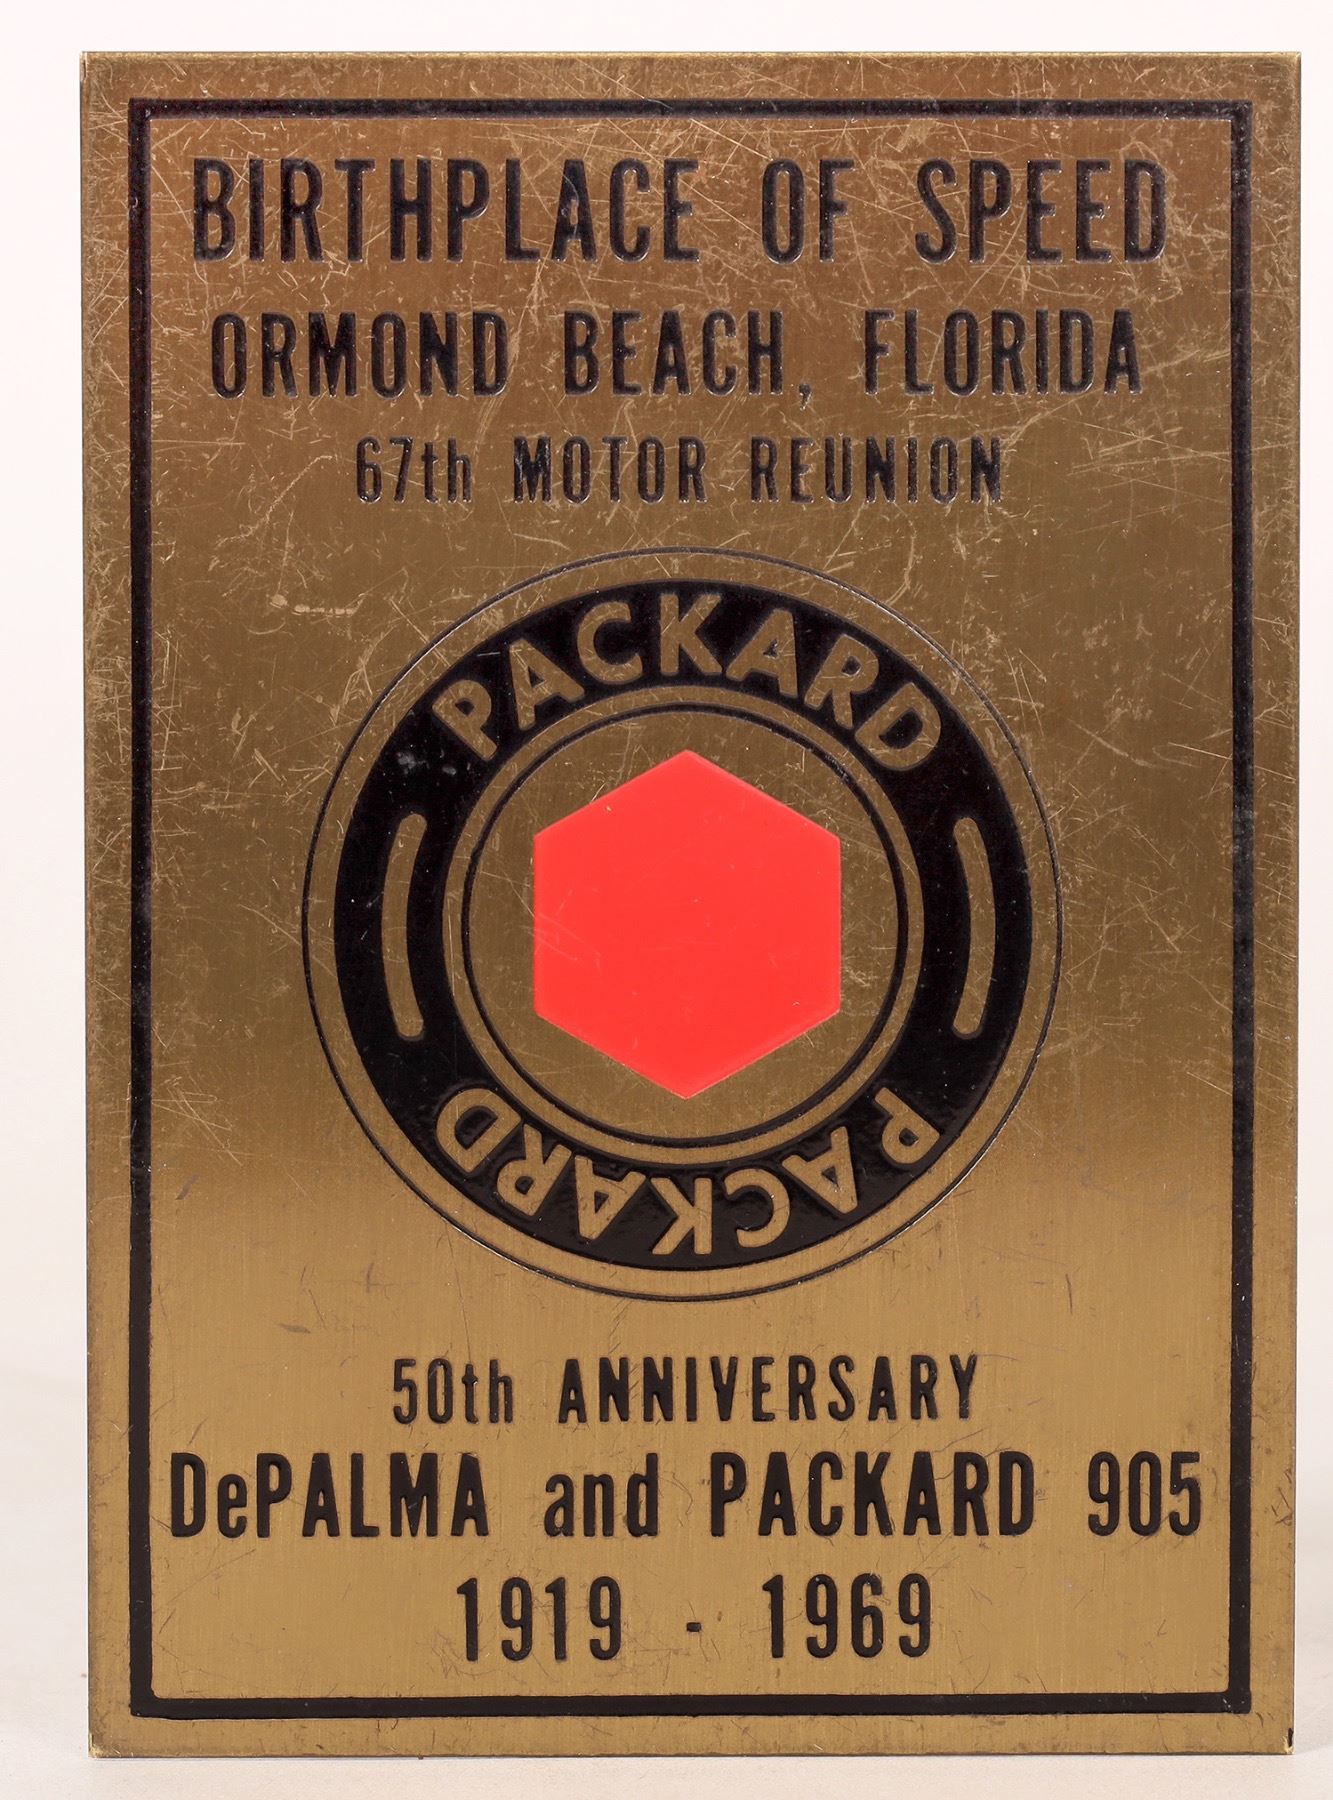 BIRTHPLACE OF SPEED
ORMOND BEACH, FLORIDA
67th MOTOR REUNION
PACKARD
PACKARD
50th ANNIVERSARY
DePALMA and PACKARD 905
1919 - 1969